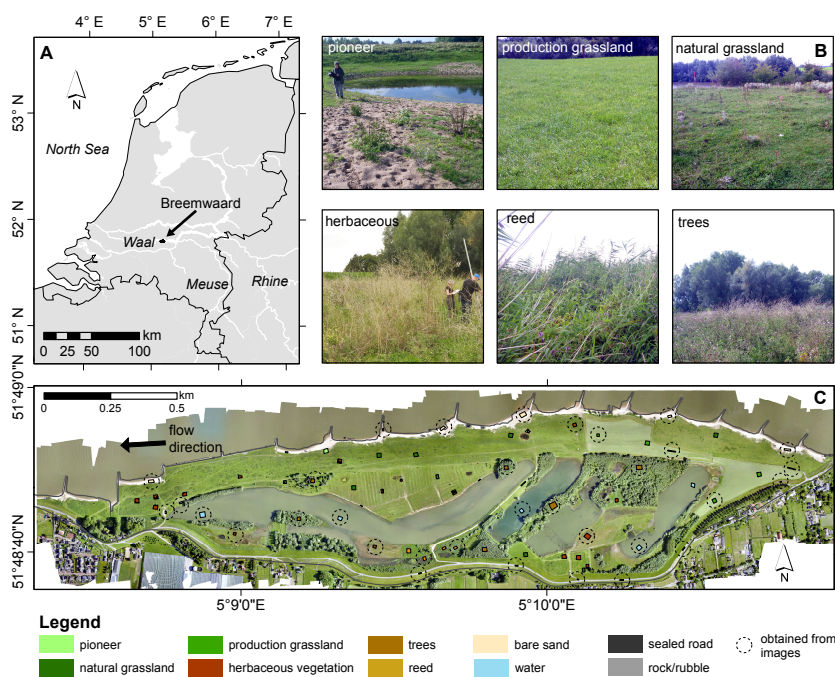 4° E 5° E 6° E 7° E
A
N
53° N
52° N
51° N
North Sea
Breemwaard
Waal
Meuse
Rhine
km
0 25 50 100
pioneer
production grassland
natural grassland
B
herbaceous
reed
trees
51°49'0"N
51°48'40"N
km
0 0.25 0.5
C
flow
direction
N
5°9'0"E 5°10'0"E
Legend
pioneer
production grassland
trees
bare sand
sealed road
obtained from
images
natural grassland
herbaceous vegetation
reed
water
rock/rubble